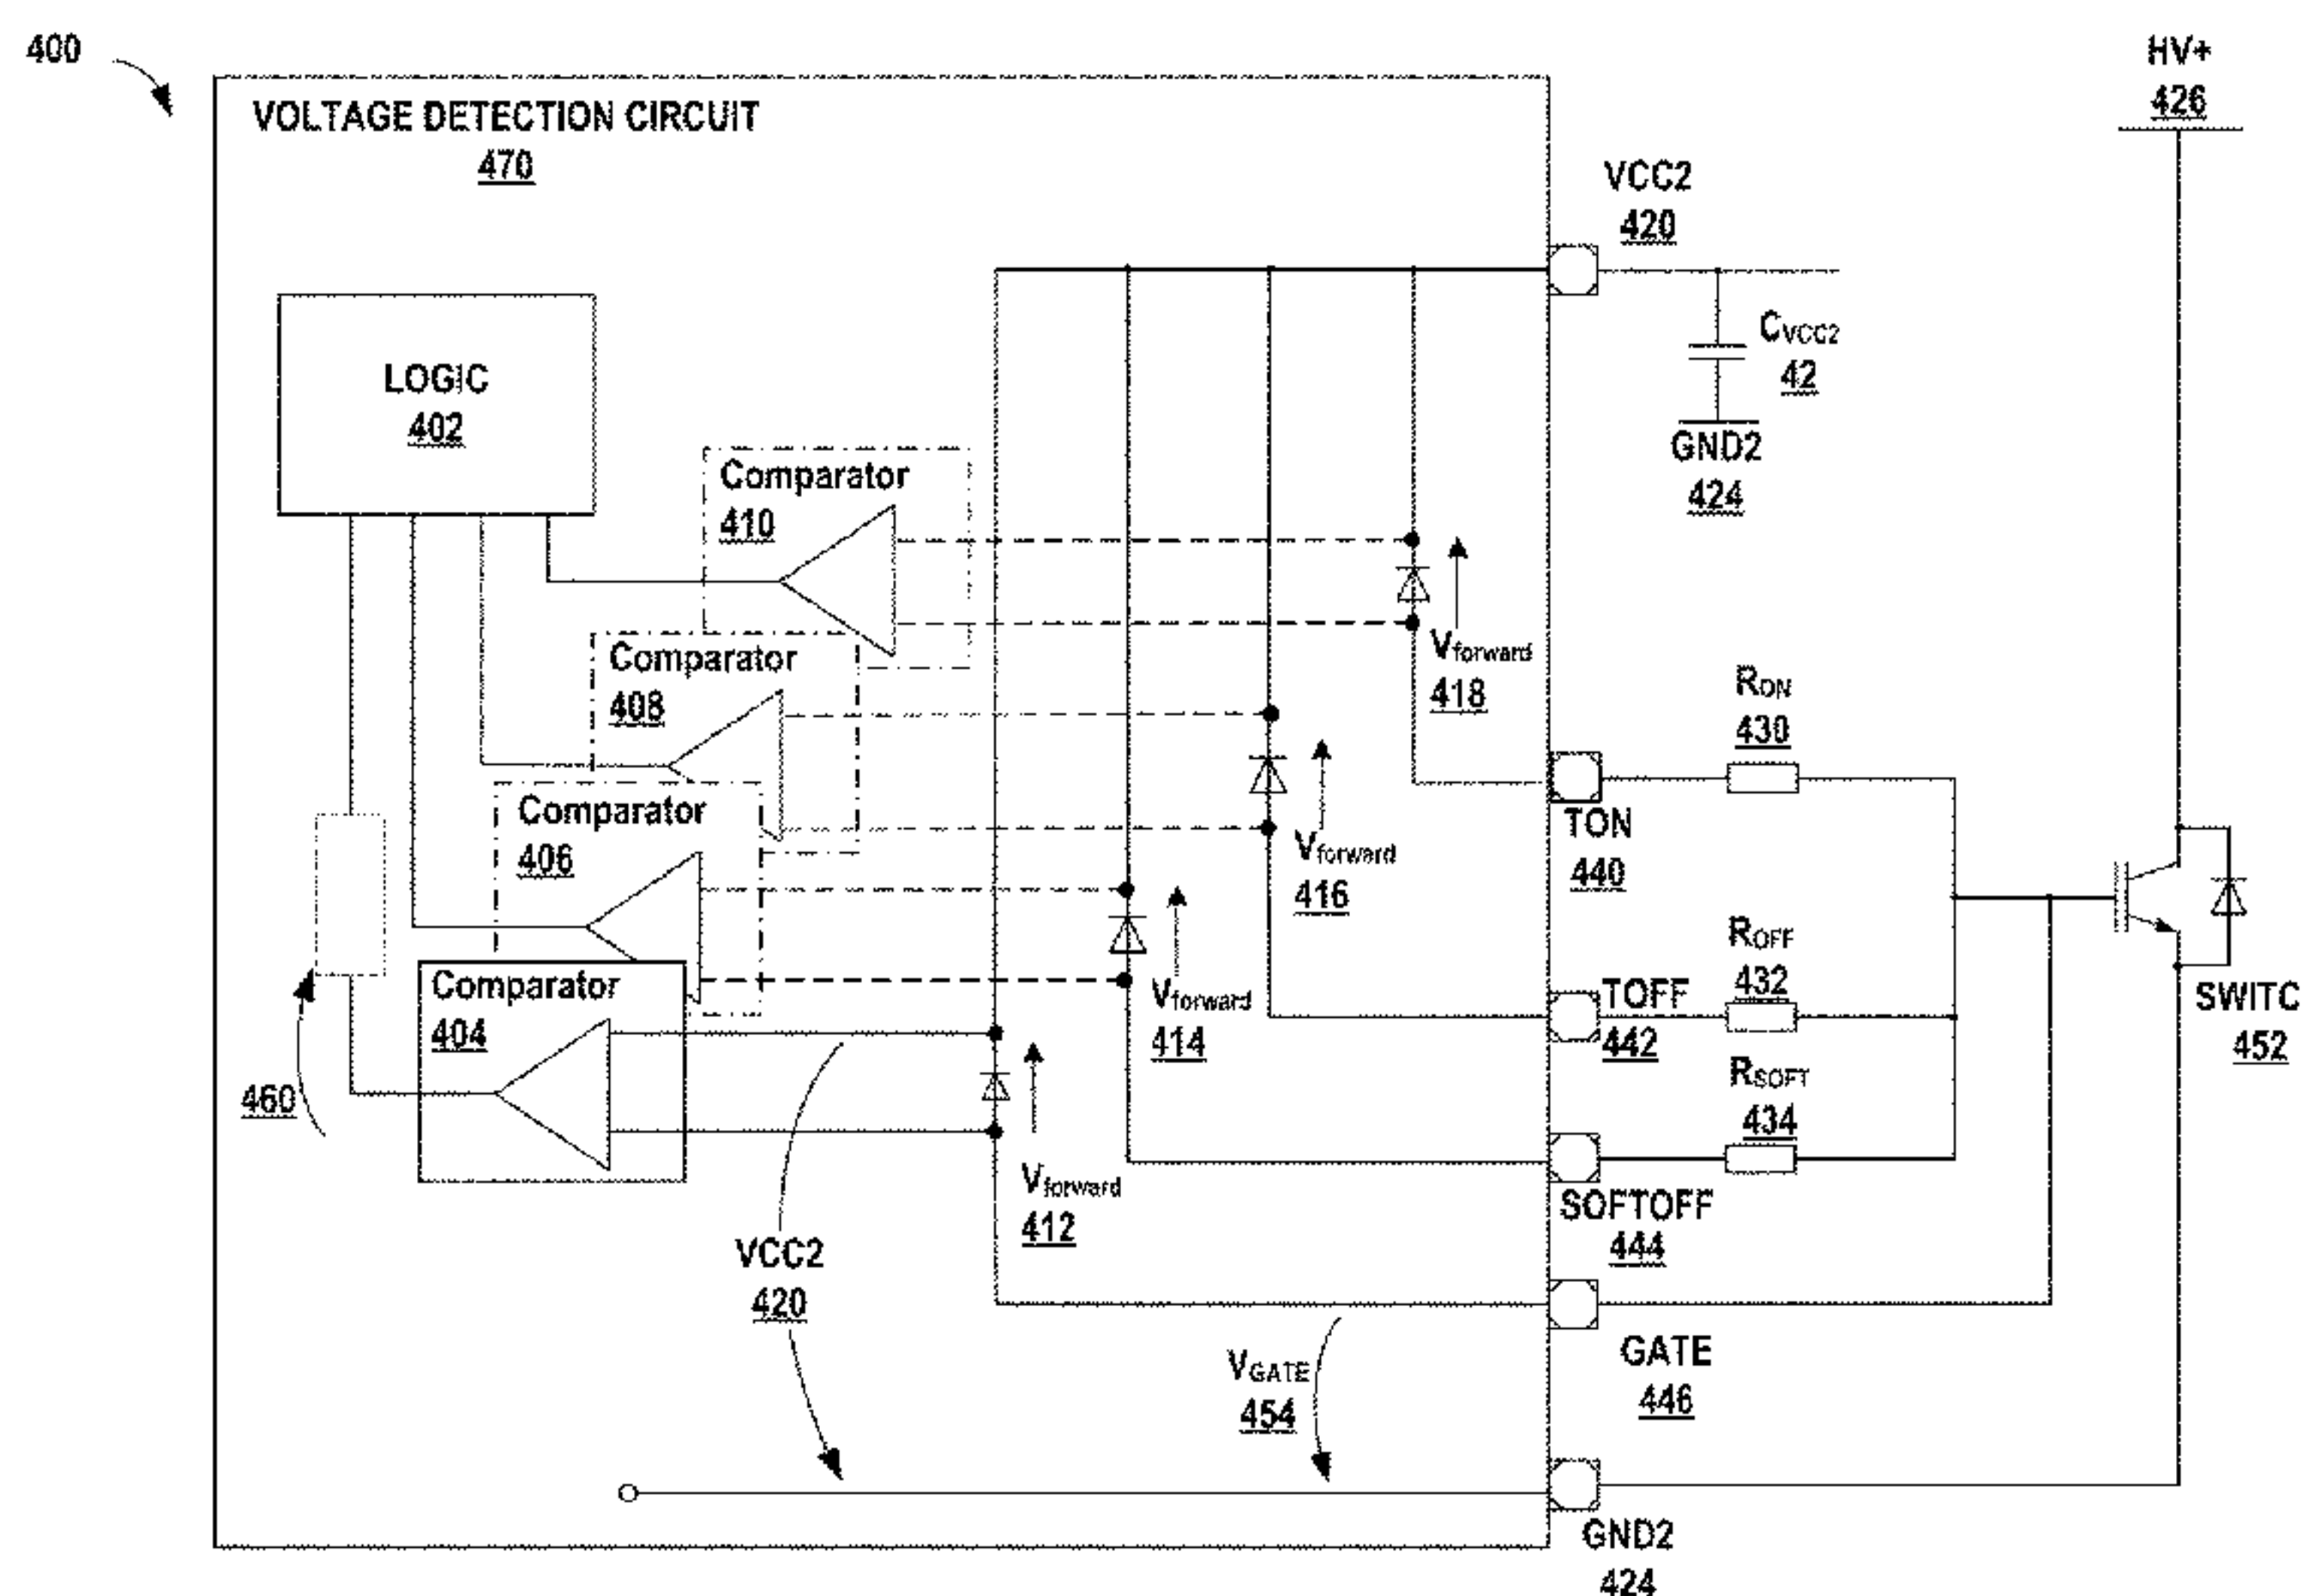 400
VOLTAGE DETECTION CIRCUIT
470
HV+
426
VCC2
420
LOGIC
402
CVCC2
42
GND2
424
Comparator
410
Vforward
418
Comparator
408
RON
430
TON
440
Comparator
406
Vforward
416
ROFF
432
TOFF
442
SWITC
452
Comparator
404
Vforward
414
RSOFT
434
460
Vforward
412
SOFTOFF
444
VCC2
420
VGATE
454
GATE
446
GND2
424